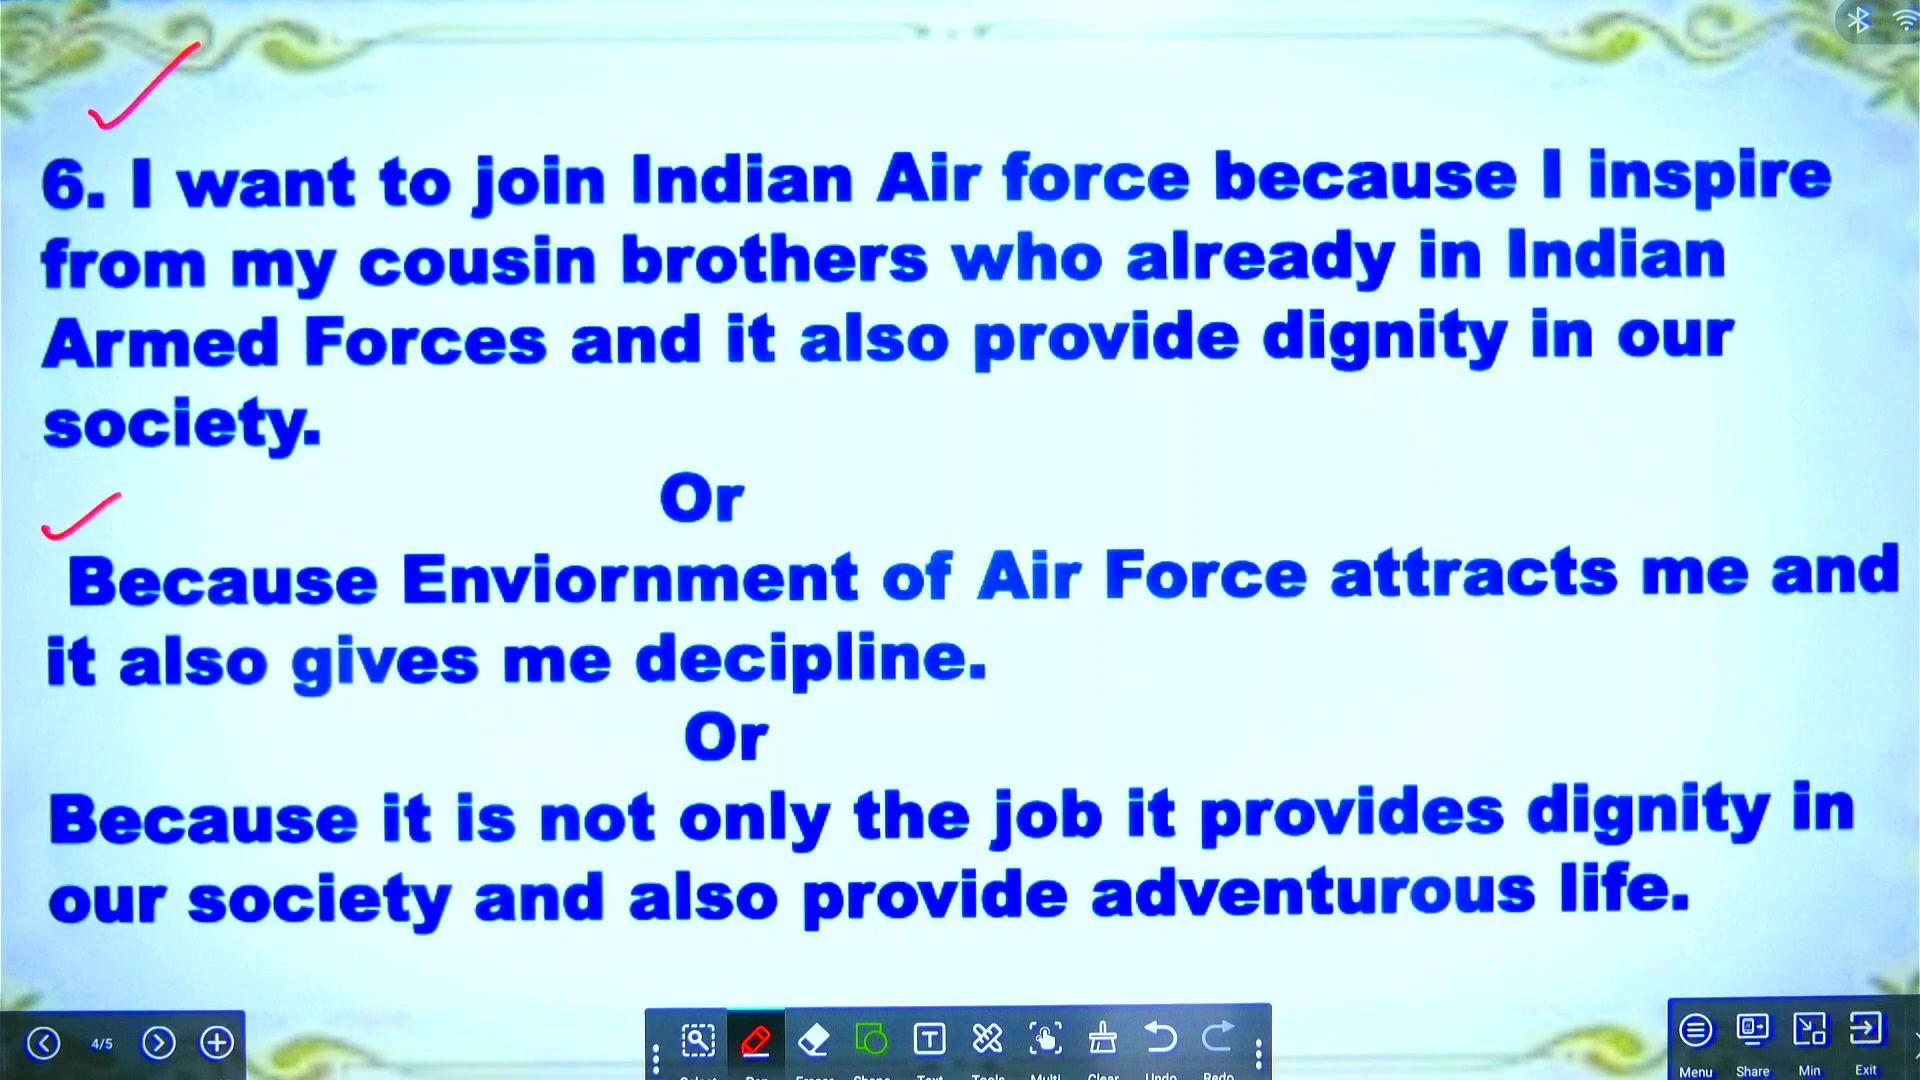 6. I want to join Indian Air force because I inspire
from my cousin brothers who already in Indian
Armed Forces and it also provide dignity in our
society.
Or
Because Enviornment of Air Force attracts me and
it also gives me decipline.
Or
Because it is not only the job it provides dignity in
our society and also provide adventurous life.
4/5
Menu Share Min Exit